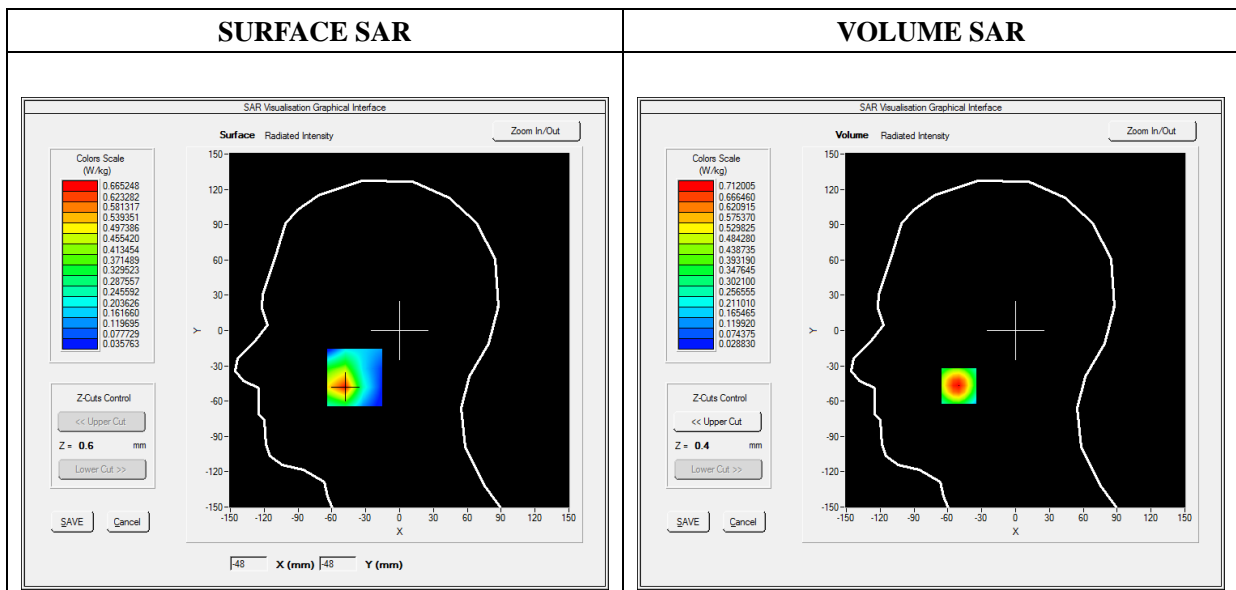 SURFACE SAR
VOLUME SAR
SAR Visualisation Graphical Interface
Surface Radiated Intensity
Zoom In/Out
Colors Scale
(W/kg)
0.665248
0.623282
0.581317
0.539351
0.497386
0.455420
0.413454
0.371489
0.329523
0.287557
0.245592
0.203626
0.161660
0.119695
0.077729
0.035763
Z-Cuts Control
<< Upper Cut
Z = 0.6 mm
Lower Cut >>
SAVE Cancel
150
120
90
60
30
0
-30
-60
-90
-120
-150
Y
-150 -120 -90 -60 -30 0 30 60 90 120 150
X
-48 X (mm) -48 Y (mm)
SAR Visualisation Graphical Interface
Volume Radiated Intensity
Zoom In/Out
Colors Scale
(W/kg)
0.712005
0.666460
0.620915
0.575370
0.529825
0.484280
0.438735
0.393190
0.347645
0.302100
0.256555
0.211010
0.165465
0.119920
0.074375
0.028830
Z-Cuts Control
<< Upper Cut
Z = 0.4 mm
Lower Cut >>
SAVE Cancel
150
120
90
60
30
0
-30
-60
-90
-120
-150
Y
-150 -120 -90 -60 -30 0 30 60 90 120 150
X